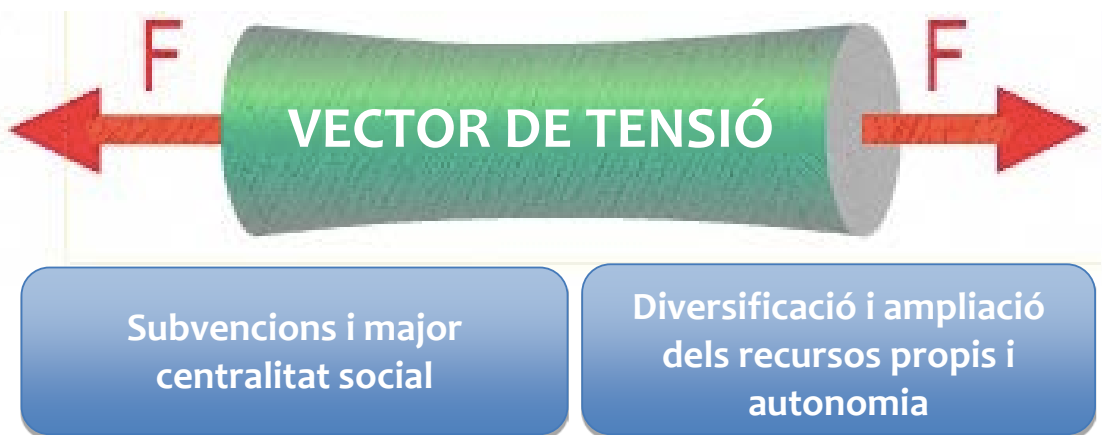 F
F
VECTOR DE TENSIÓ
Subvencions i major
centralitat social
Diversificació i ampliació
dels recursos propis i
autonomia